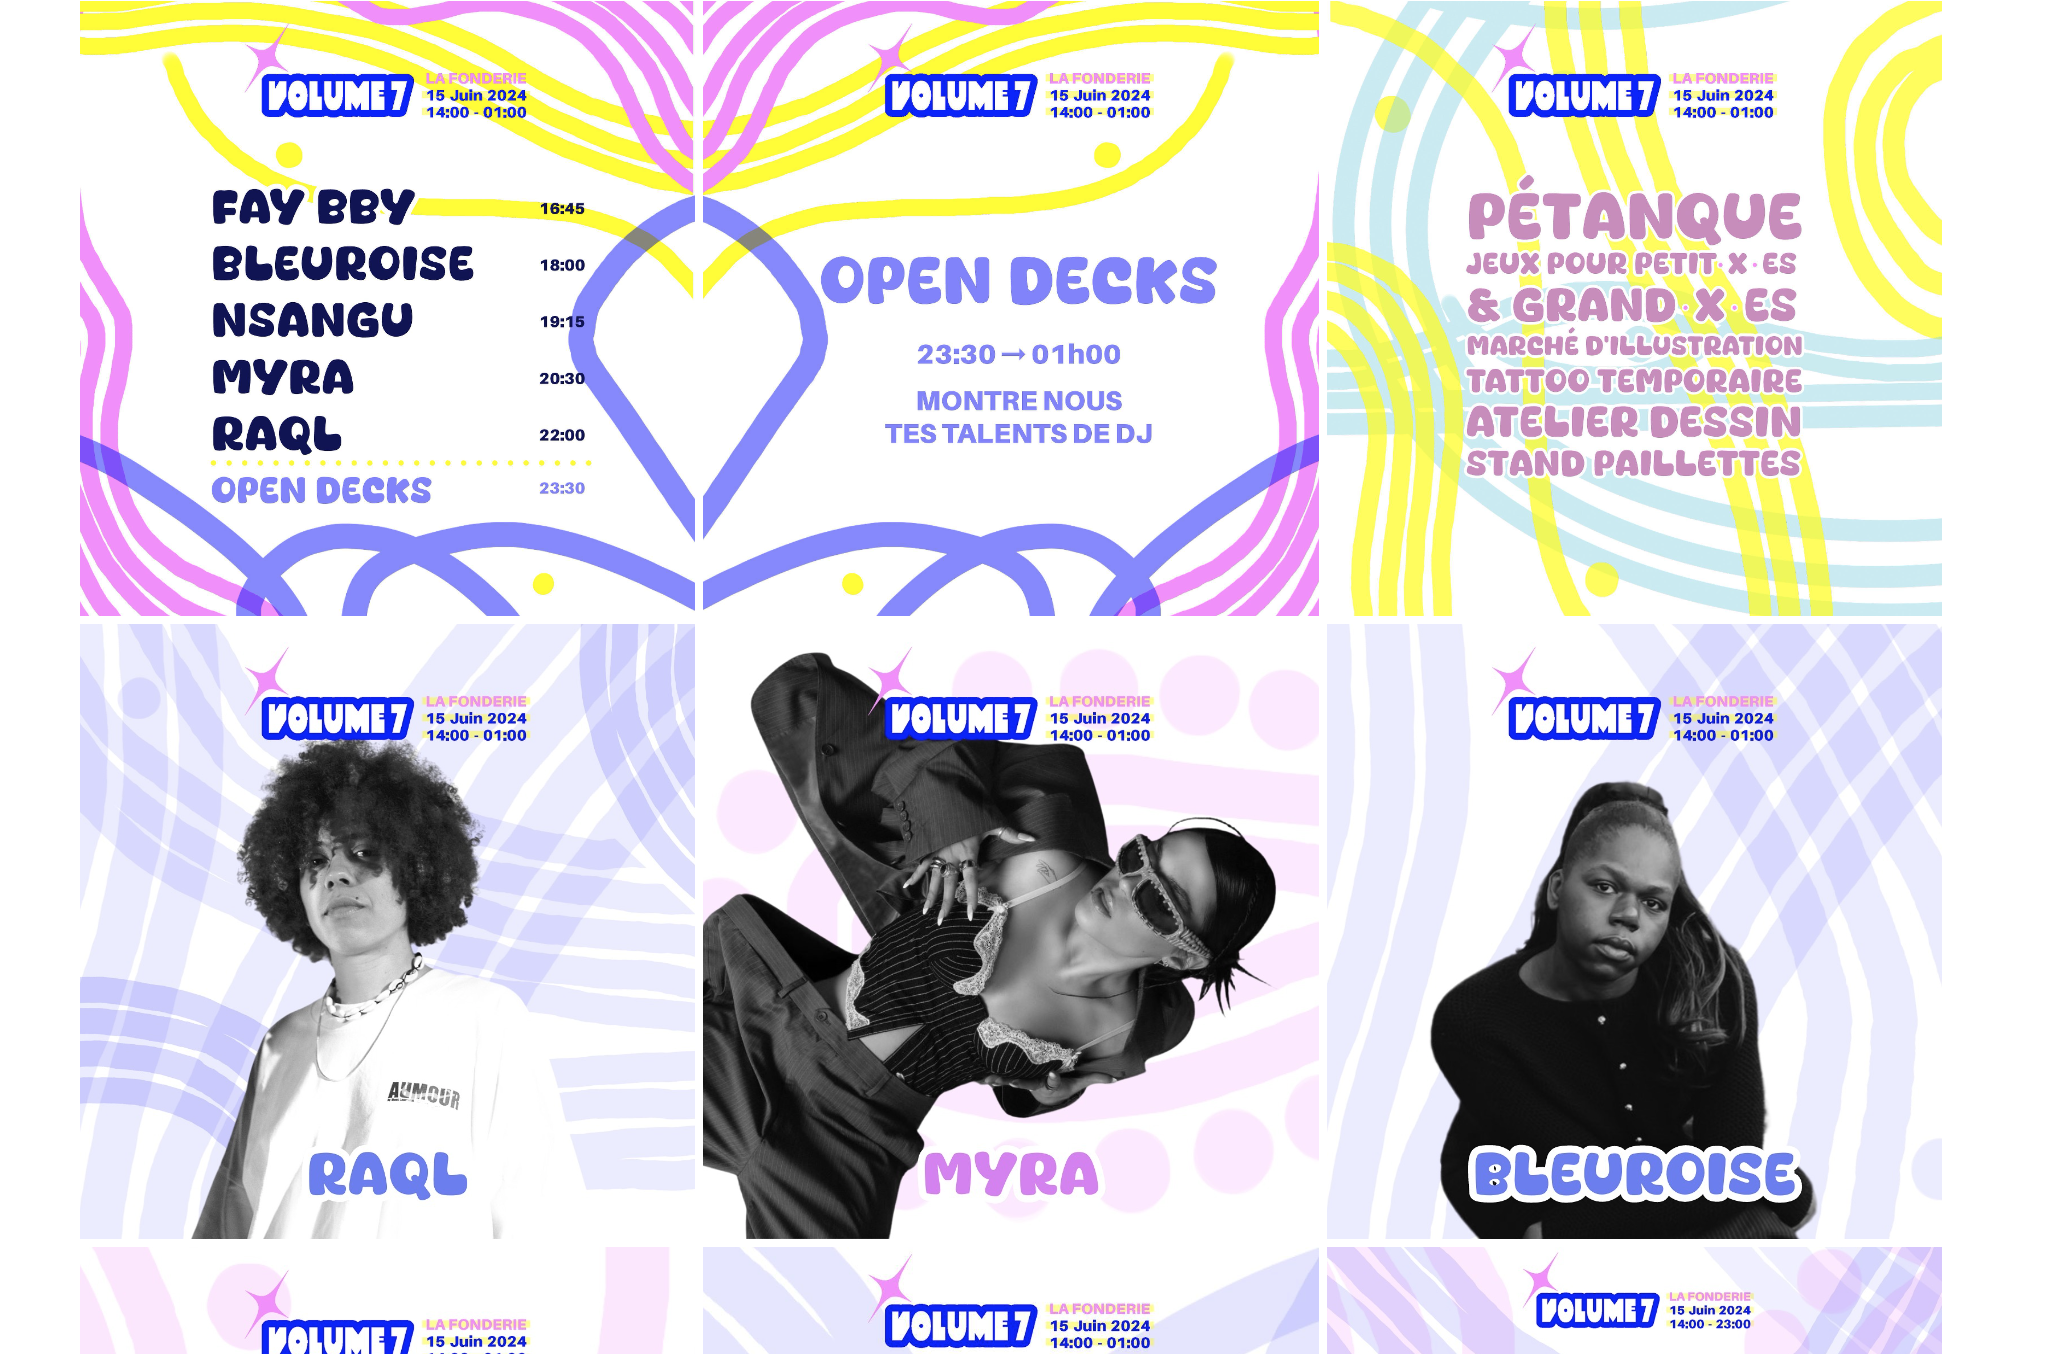 VOLUME 7
LA FONDERIE
15 Juin 2024
14:00 - 01:00
FAY BBY 16:45
BLEUROISE 18:00
NSANGU 19:15
MYRA 20:30
RAQL 22:00
OPEN DECKS 23:30
VOLUME 7
LA FONDERIE
15 Juin 2024
14:00 - 01:00
OPEN DECKS
23:30 → 01h00
MONTRE NOUS
TES TALENTS DE DJ
VOLUME 7
LA FONDERIE
15 Juin 2024
14:00 - 01:00
PÉTANQUE
JEUX POUR PETIT·X·ES
& GRAND·X·ES
MARCHÉ D'ILLUSTRATION
TATTOO TEMPORAIRE
ATELIER DESSIN
STAND PAILLETTES
VOLUME 7
LA FONDERIE
15 Juin 2024
14:00 - 01:00
AUMOUR
RAQL
VOLUME 7
LA FONDERIE
15 Juin 2024
14:00 - 01:00
MYRA
VOLUME 7
LA FONDERIE
15 Juin 2024
14:00 - 01:00
BLEUROISE
VOLUME 7
LA FONDERIE
15 Juin 2024
VOLUME 7
LA FONDERIE
15 Juin 2024
14:00 - 01:00
VOLUME 7
LA FONDERIE
15 Juin 2024
14:00 - 23:00